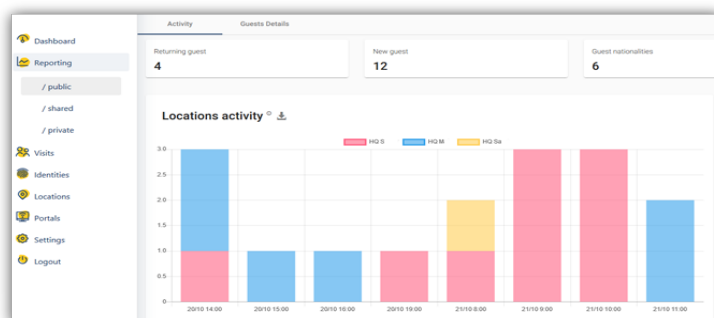 Activity
Guests Details
Dashboard
Reporting
/ public
/ shared
/ private
Visits
Identities
Locations
Portals
Settings
Logout
Returning guest
4
New guest
12
Guest nationalities
6
Locations activity
HQ S
HQ M
HQ Sa
3.0
2.5
2.0
1.5
1.0
0.5
0
20/10 14:00
20/10 15:00
20/10 16:00
20/10 19:00
21/10 8:00
21/10 9:00
21/10 10:00
21/10 11:00